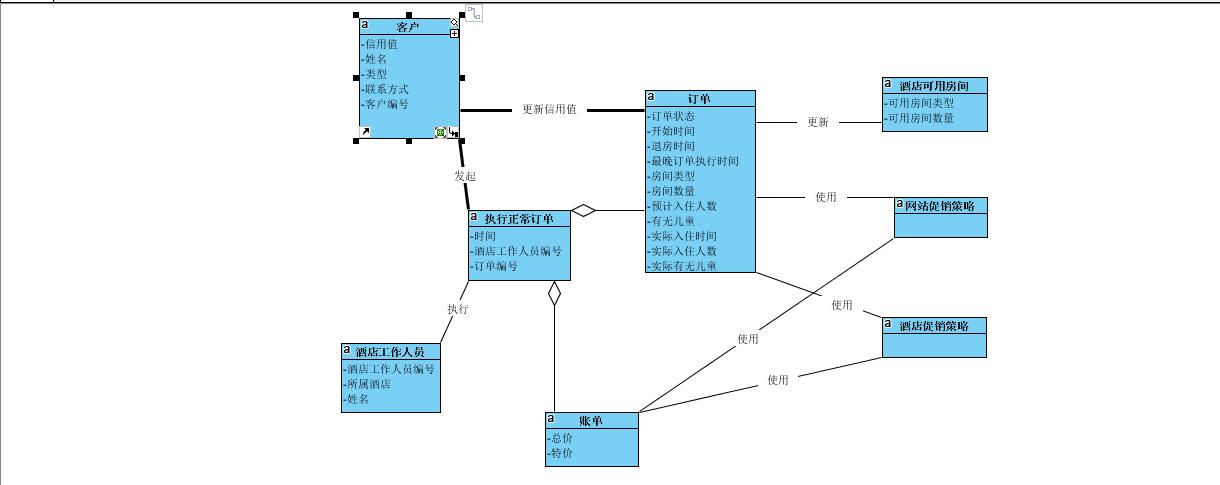 a 客户
-信用值
-姓名
-类型
-联系方式
-客户编号
更新信用值
a 订单
-订单状态
-开始时间
-退房时间
-最晚订单执行时间
-房间类型
-房间数量
-预计入住人数
-有无儿童
-实际入住时间
-实际入住人数
-实际有无儿童
a 酒店可用房间
-可用房间类型
-可用房间数量
更新
使用
a 网站促销策略
发起
a 执行正常订单
-时间
-酒店工作人员编号
-订单编号
使用
a 酒店促销策略
执行
使用
使用
a 酒店工作人员
-酒店工作人员编号
-所属酒店
-姓名
a 账单
-总价
-特价